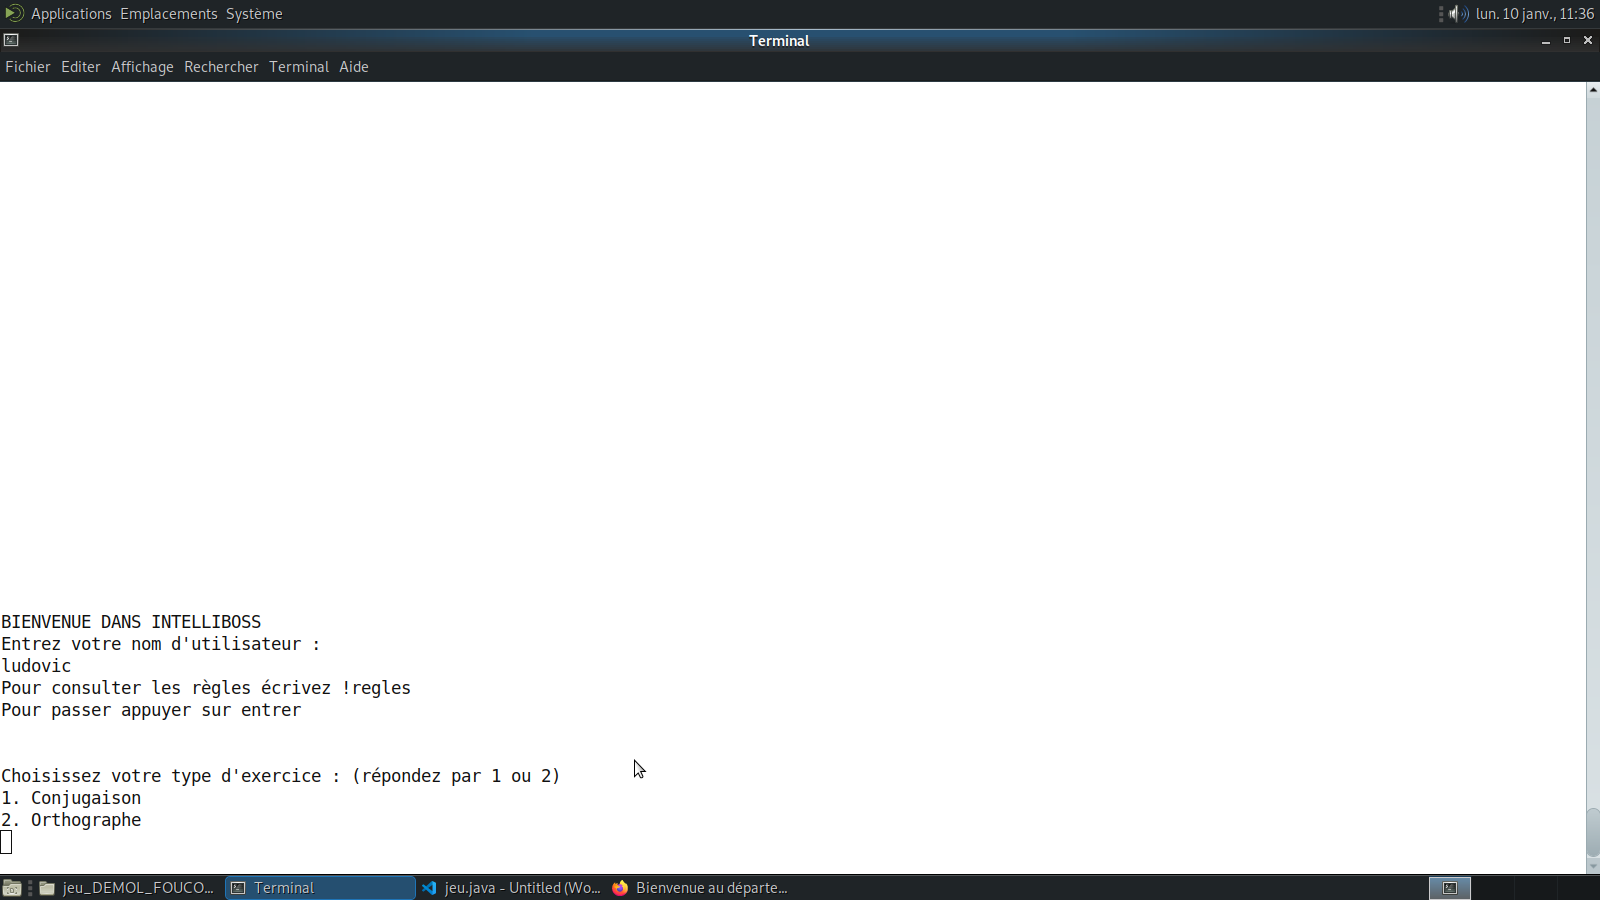 Applications Emplacements Système
lun. 10 janv., 11:36
Terminal
Fichier Editer Affichage Rechercher Terminal Aide
BIENVENUE DANS INTELLIBOSS
Entrez votre nom d'utilisateur :
ludovic
Pour consulter les règles écrivez !regles
Pour passer appuyer sur entrer
Choisissez votre type d'exercice : (répondez par 1 ou 2)
1. Conjugaison
2. Orthographe
jeu_DEMOL_FOUCO... Terminal jeu.java - Untitled (Wo... Bienvenue au départe...